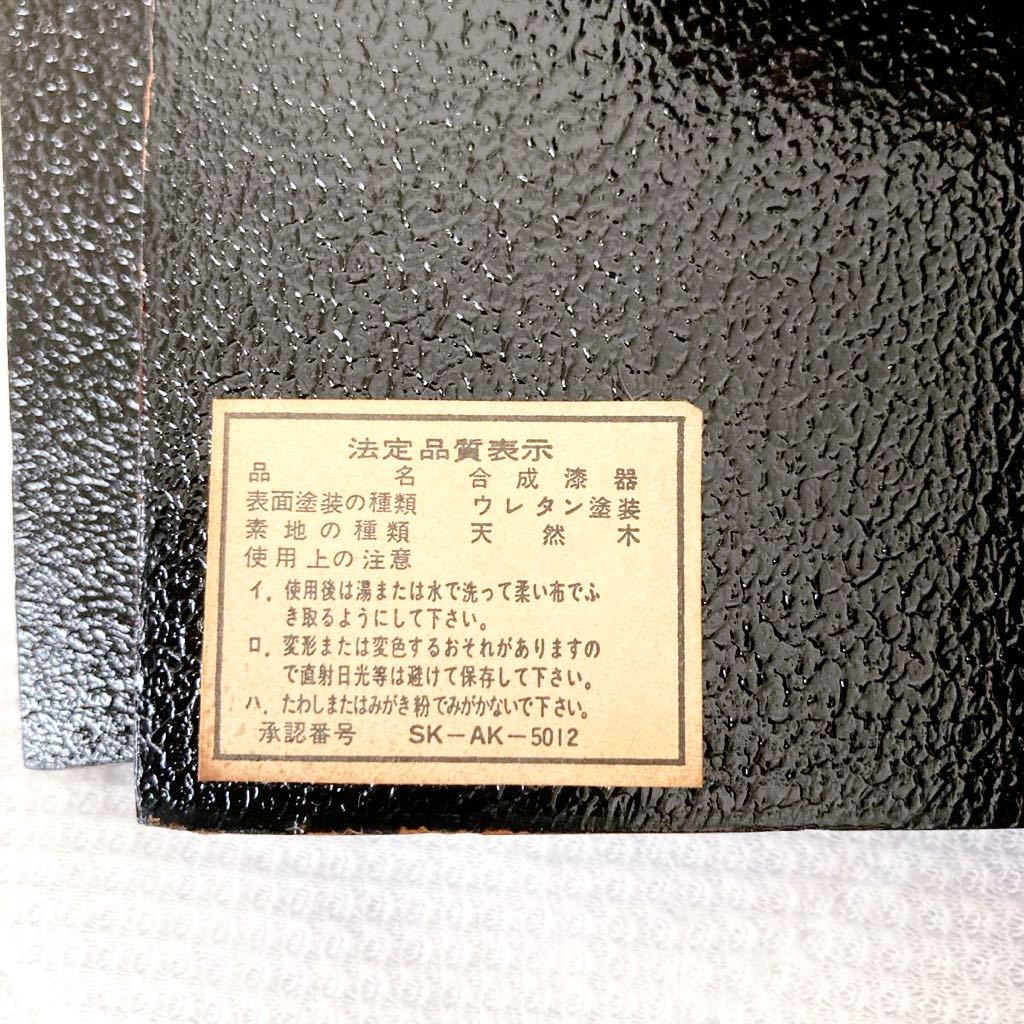 法定品質表示
品名 合成漆器
表面塗装の種類 ウレタン塗装
素地の種類 天然木
使用上の注意
イ．使用後は湯または水で洗って柔い布でふ
き取るようにして下さい。
ロ．変形または変色するおそれがありますの
で直射日光等は避けて保存して下さい。
ハ．たわしまたはみがき粉でみがかないで下さい。
承認番号 SK－AK－5012